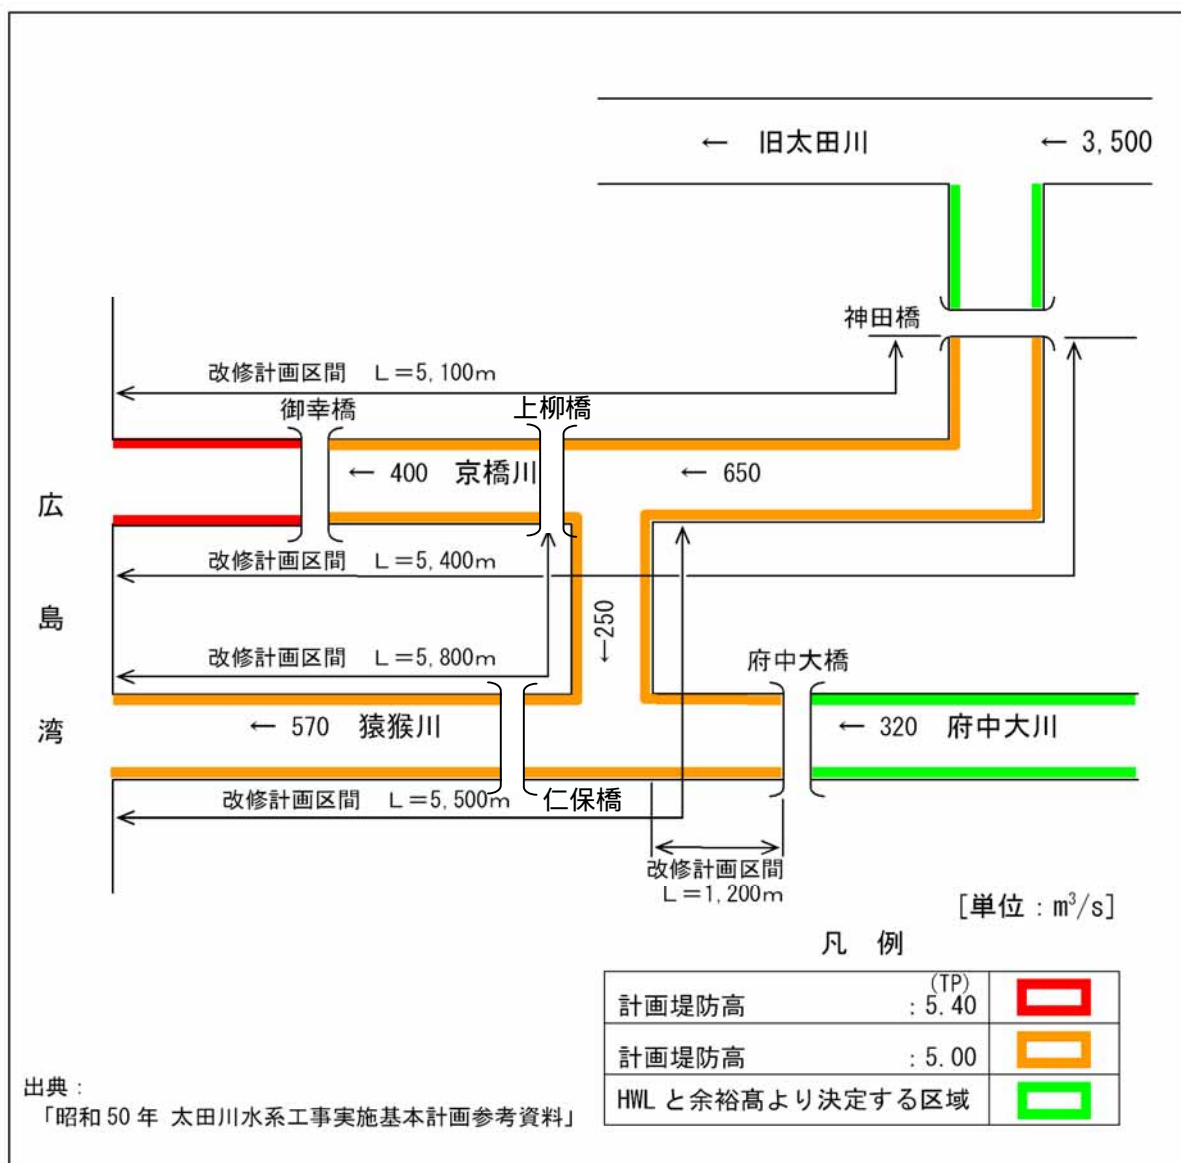 ← 旧太田川 ← 3,500
神田橋
改修計画区間 L=5,100m
御幸橋 上柳橋
← 400 京橋川 ← 650
広島湾
改修計画区間 L=5,400m
←250
改修計画区間 L=5,800m
府中大橋
← 570 猿猴川 ← 320 府中大川
改修計画区間 L=5,500m 仁保橋
改修計画区間
L=1,200m
[単位:m³/s]
凡 例
(TP)
計画堤防高 :5.40
計画堤防高 :5.00
HWLと余裕高より決定する区域
出典:
「昭和50年 太田川水系工事実施基本計画参考資料」